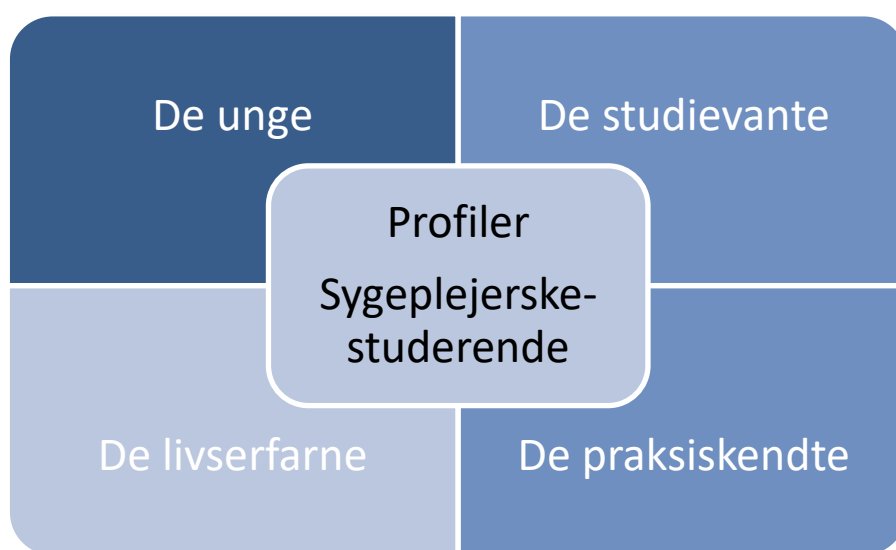 De unge
De studievante
Profiler
Sygeplejerske-
studerende
De livserfarne
De praksiskendte